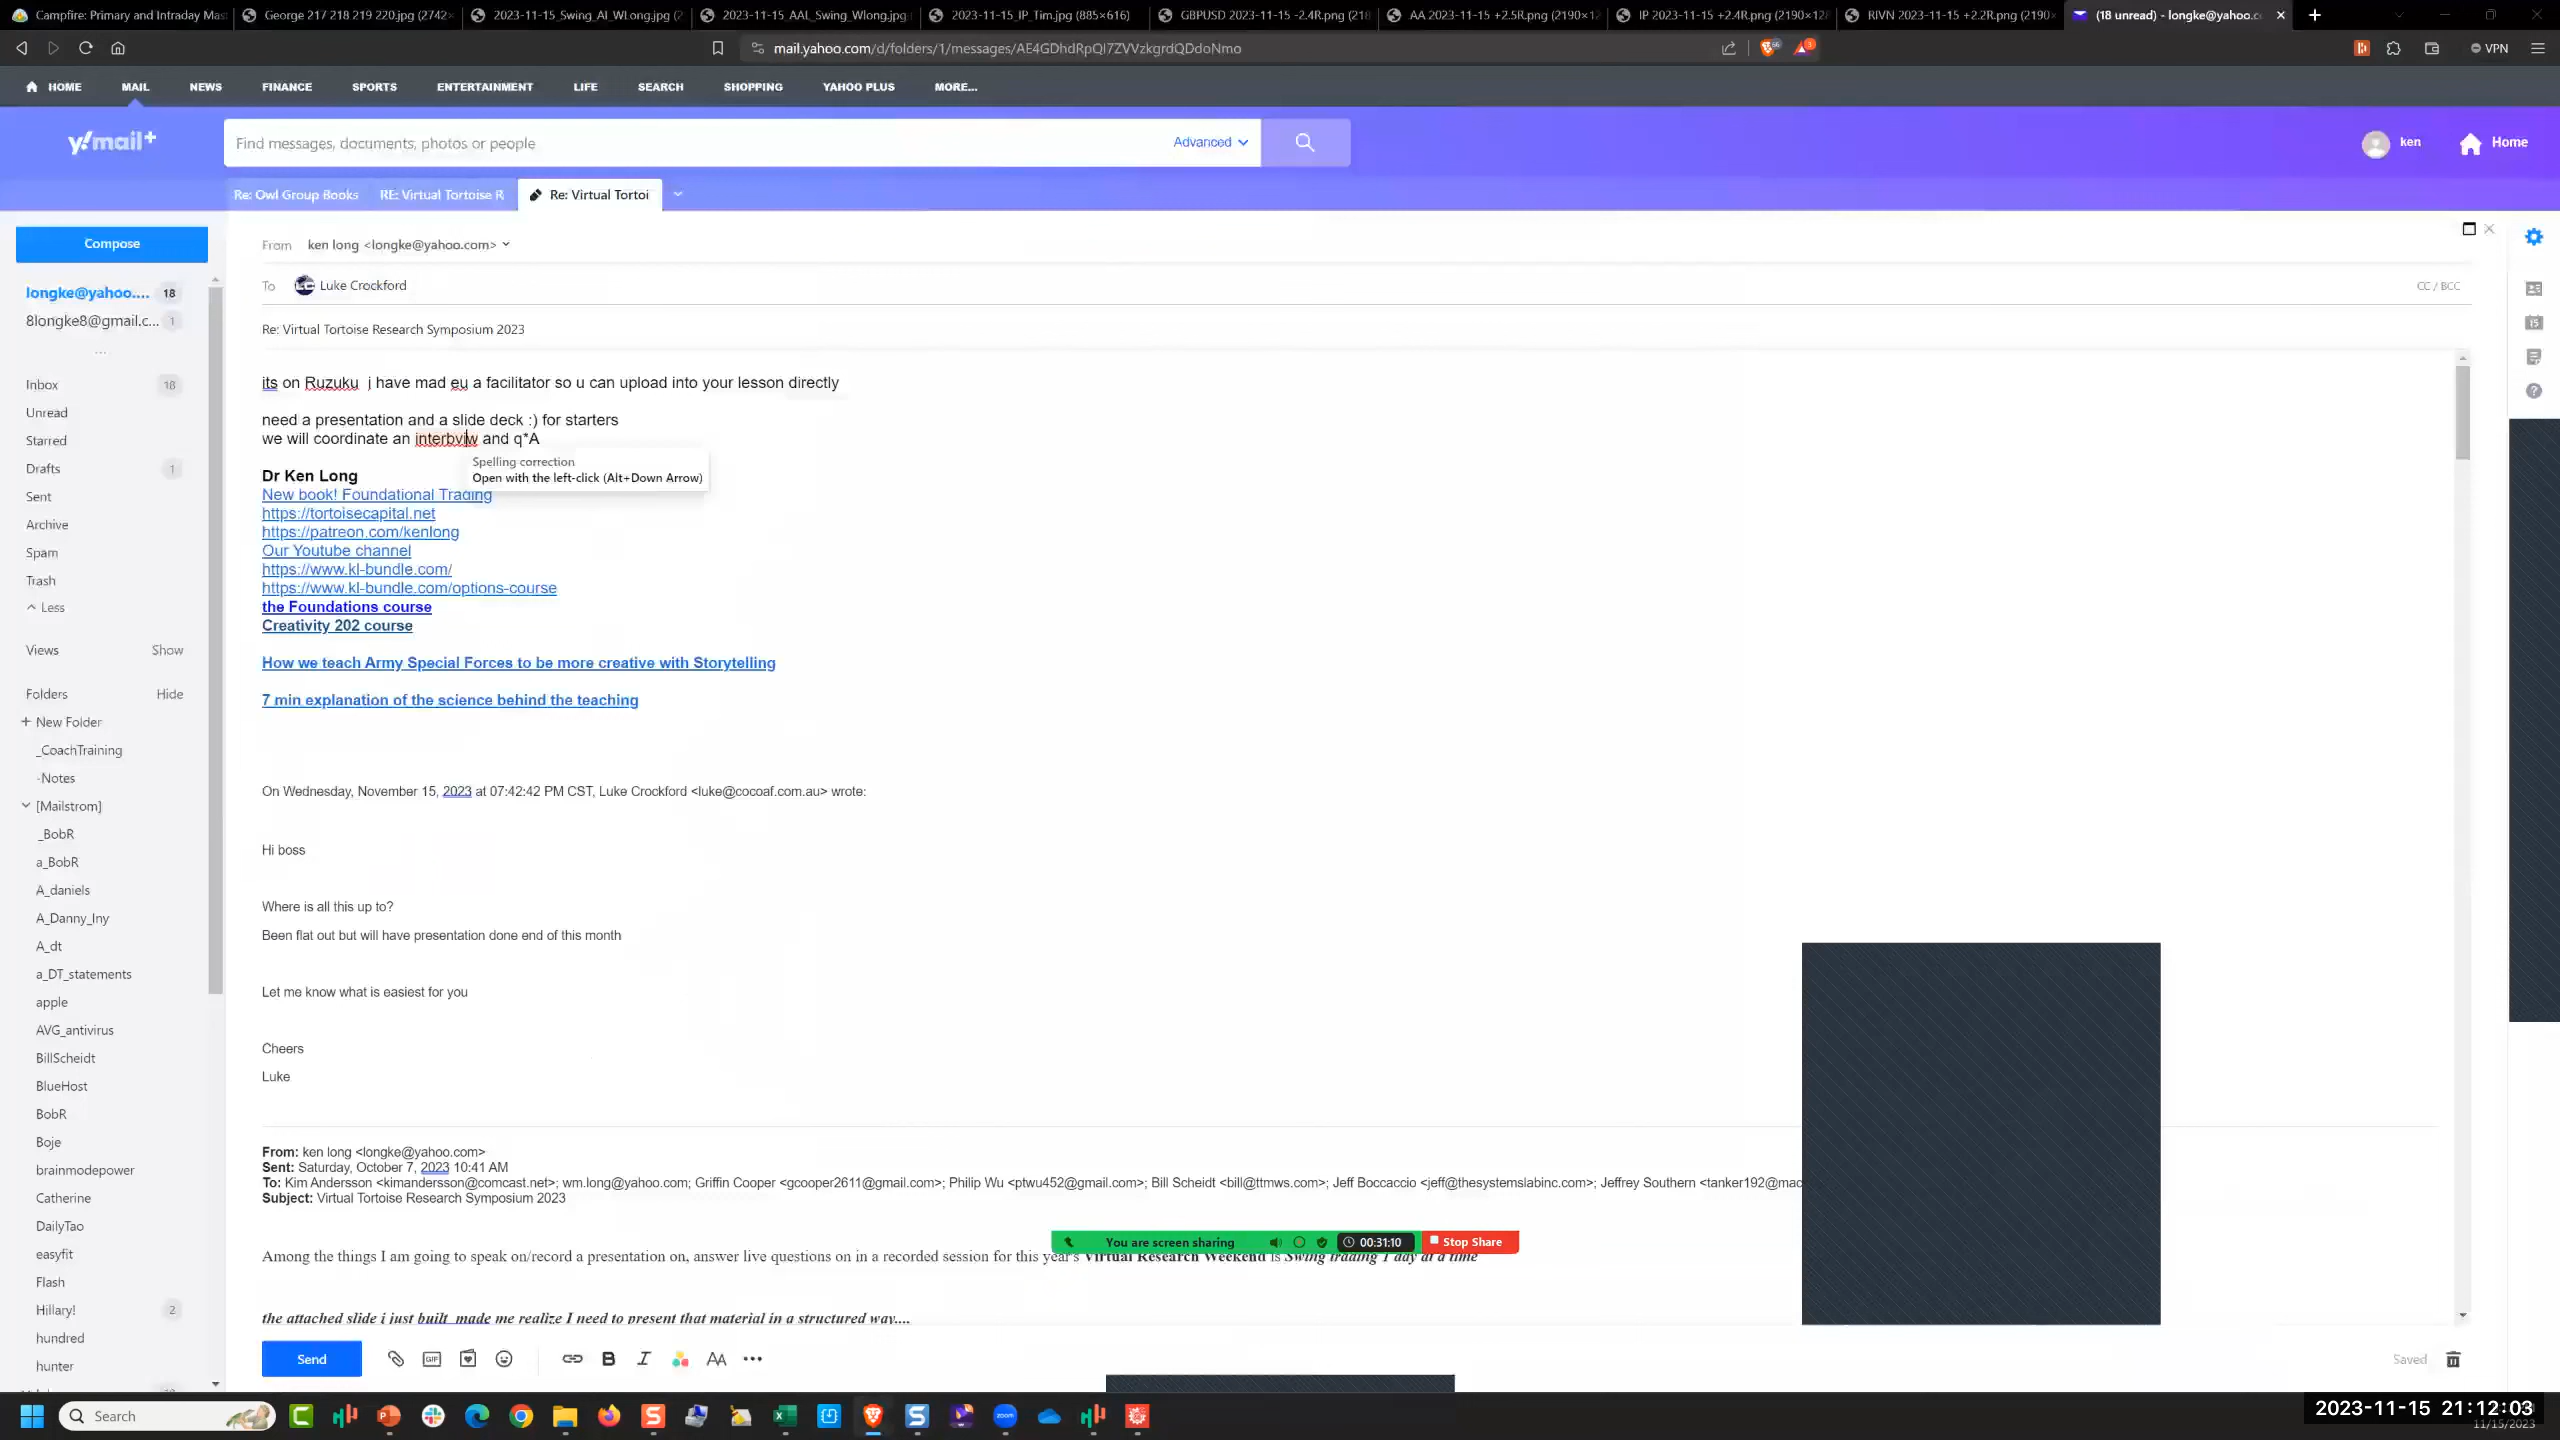 Campfire: Primary and Intraday Mas
George 217 218 219 220.jpg (2742×
2023-11-15_Swing_AI_WLong.jpg (2
2023-11-15_AAL_Swing_Wlong.jpg
2023-11-15_IP_Tim.jpg (885×616)
GBPUSD 2023-11-15 -2.4R.png (218
AA 2023-11-15 +2.5R.png (2190×12
IP 2023-11-15 +2.4R.png (2190×128
RIVN 2023-11-15 +2.2R.png (2190×
(18 unread) - longke@yahoo.c
VPN
HOME
MAIL
NEWS
FINANCE
SPORTS
ENTERTAINMENT
LIFE
SEARCH
SHOPPING
YAHOO PLUS
MORE...
y!mail+
Find messages, documents, photos or people
Advanced
ken
Home
Re: Owl Group Books
RE: Virtual Tortoise R
Re: Virtual Tortoi
Compose
longke@yahoo.... 18
8longke8@gmail.c... 1
...
Inbox 18
Unread
Starred
Drafts 1
Sent
Archive
Spam
Trash
Less
Views Show
Folders Hide
New Folder
_CoachTraining
-Notes
[Mailstrom]
_BobR
a_BobR
A_daniels
A_Danny_Iny
A_dt
a_DT_statements
apple
AVG_antivirus
BillScheidt
BlueHost
BobR
Boje
brainmodepower
Catherine
DailyTao
easyfit
Flash
Hillary! 2
hundred
hunter
From ken long <longke@yahoo.com>
To Luke Crockford
CC / BCC
Re: Virtual Tortoise Research Symposium 2023
its on Ruzuku j have mad eu a facilitator so u can upload into your lesson directly
need a presentation and a slide deck :) for starters
we will coordinate an interbviw and q*A
Spelling correction
Open with the left-click (Alt+Down Arrow)
Dr Ken Long
New book! Foundational Trading
https://tortoisecapital.net
https://patreon.com/kenlong
Our Youtube channel
https://www.kl-bundle.com/
https://www.kl-bundle.com/options-course
the Foundations course
Creativity 202 course
How we teach Army Special Forces to be more creative with Storytelling
7 min explanation of the science behind the teaching
On Wednesday, November 15, 2023 at 07:42:42 PM CST, Luke Crockford <luke@cocoaf.com.au> wrote:
Hi boss
Where is all this up to?
Been flat out but will have presentation done end of this month
Let me know what is easiest for you
Cheers
Luke
From: ken long <longke@yahoo.com>
Sent: Saturday, October 7, 2023 10:41 AM
To: Kim Andersson <kimandersson@comcast.net>; wm.long@yahoo.com; Griffin Cooper <gcooper2611@gmail.com>; Philip Wu <ptwu452@gmail.com>; Bill Scheidt <bill@ttmws.com>; Jeff Boccaccio <jeff@thesystemslabinc.com>; Jeffrey Southern <tanker192@mac
Subject: Virtual Tortoise Research Symposium 2023
You are screen sharing
00:31:10
Stop Share
Among the things I am going to speak on/record a presentation on, answer live questions on in a recorded session for this year's Virtual Research Weekend is Swing trading 1 day at a time
the attached slide i just built made me realize I need to present that material in a structured way....
Send
Saved
Search
2023-11-15 21:12:03
11/15/2023
mail.yahoo.com/d/folders/1/messages/AE4GDhdRpQI7ZVVzkgrdQDdoNmo